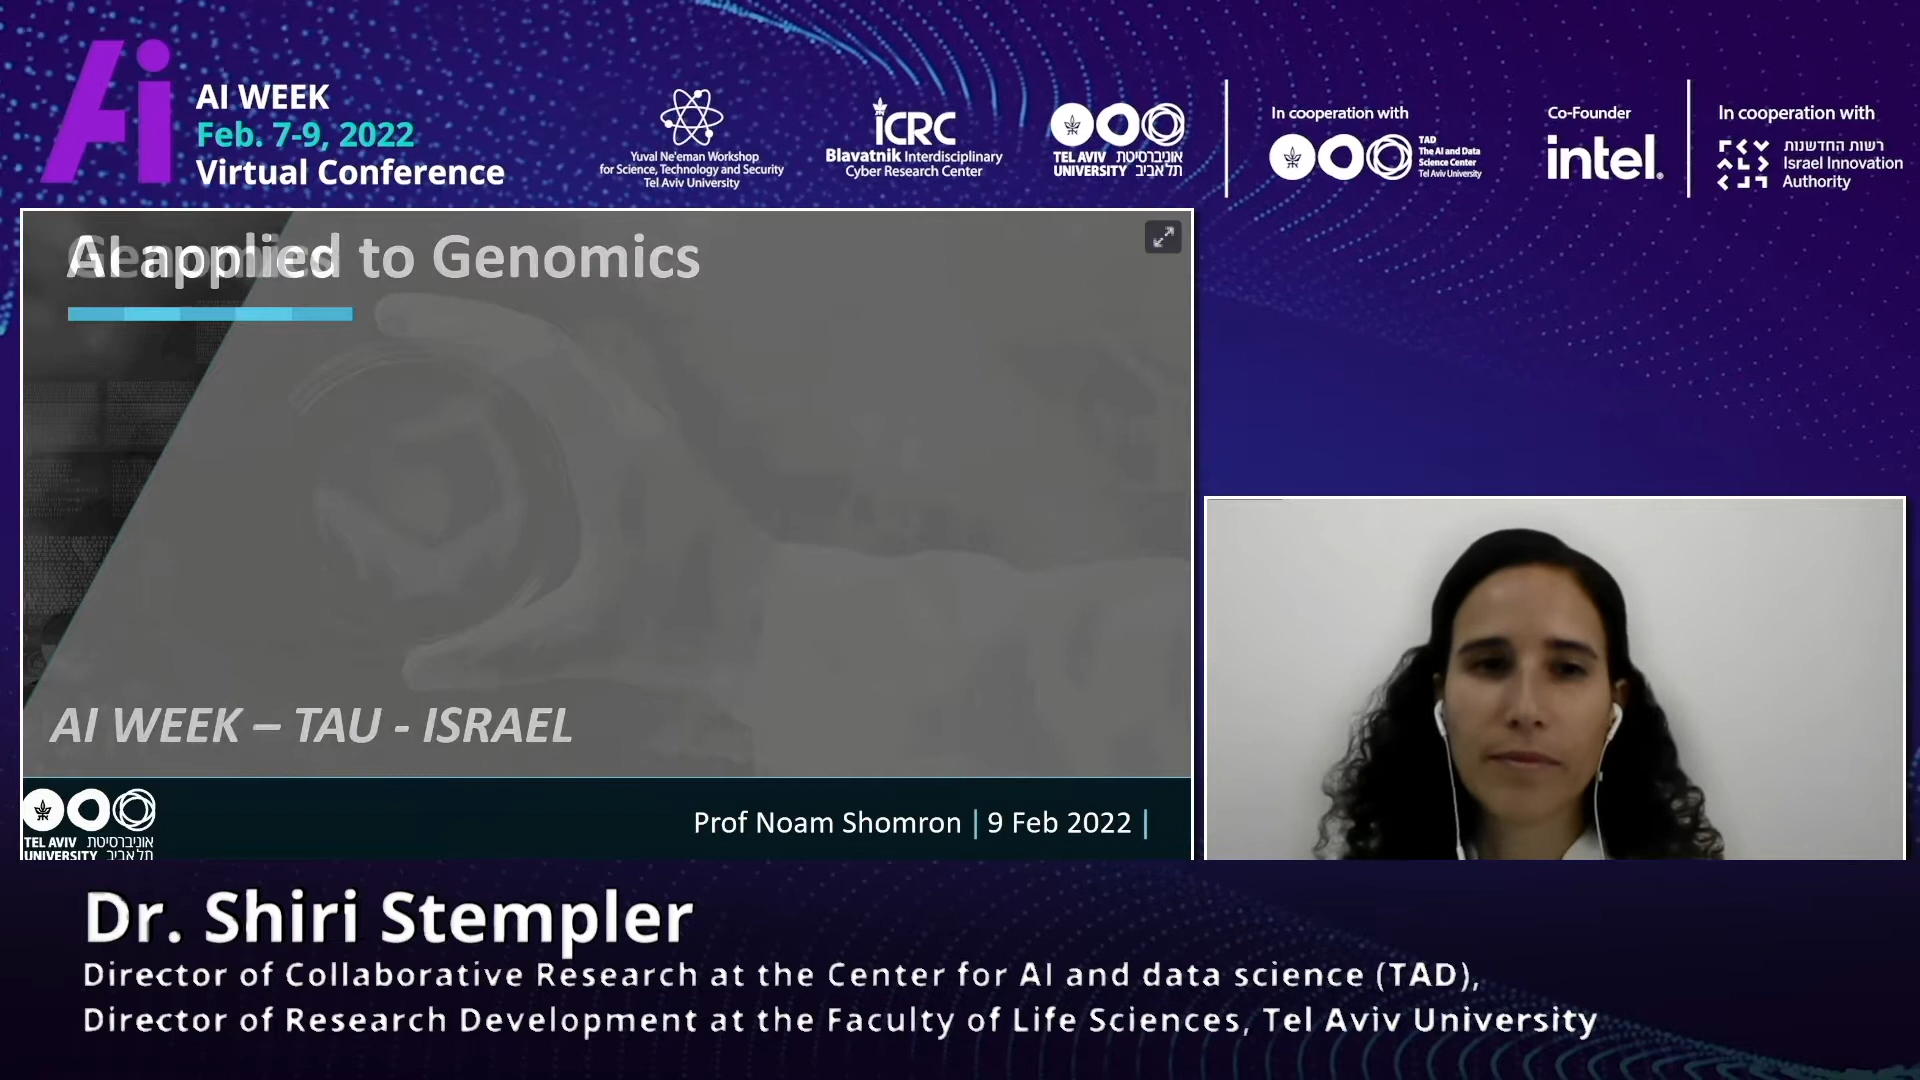 Ai
AI WEEK
Feb. 7-9, 2022
Virtual Conference
Yuval Ne'eman Workshop
for Science, Technology and Security
Tel Aviv University
ICRC
Blavatnik Interdisciplinary
Cyber Research Center
TEL AVIV אוניברסיטת
UNIVERSITY תל אביב
In cooperation with
TAD
The AI and Data
Science Center
Tel Aviv University
Co-Founder
intel.
In cooperation with
רשות החדשנות
Israel Innovation
Authority
AI applied to Genomics
AI WEEK – TAU - ISRAEL
TEL AVIV אוניברסיטת
UNIVERSITY תל אביב
Prof Noam Shomron | 9 Feb 2022 |
Dr. Shiri Stempler
Director of Collaborative Research at the Center for AI and data science (TAD),
Director of Research Development at the Faculty of Life Sciences, Tel Aviv University